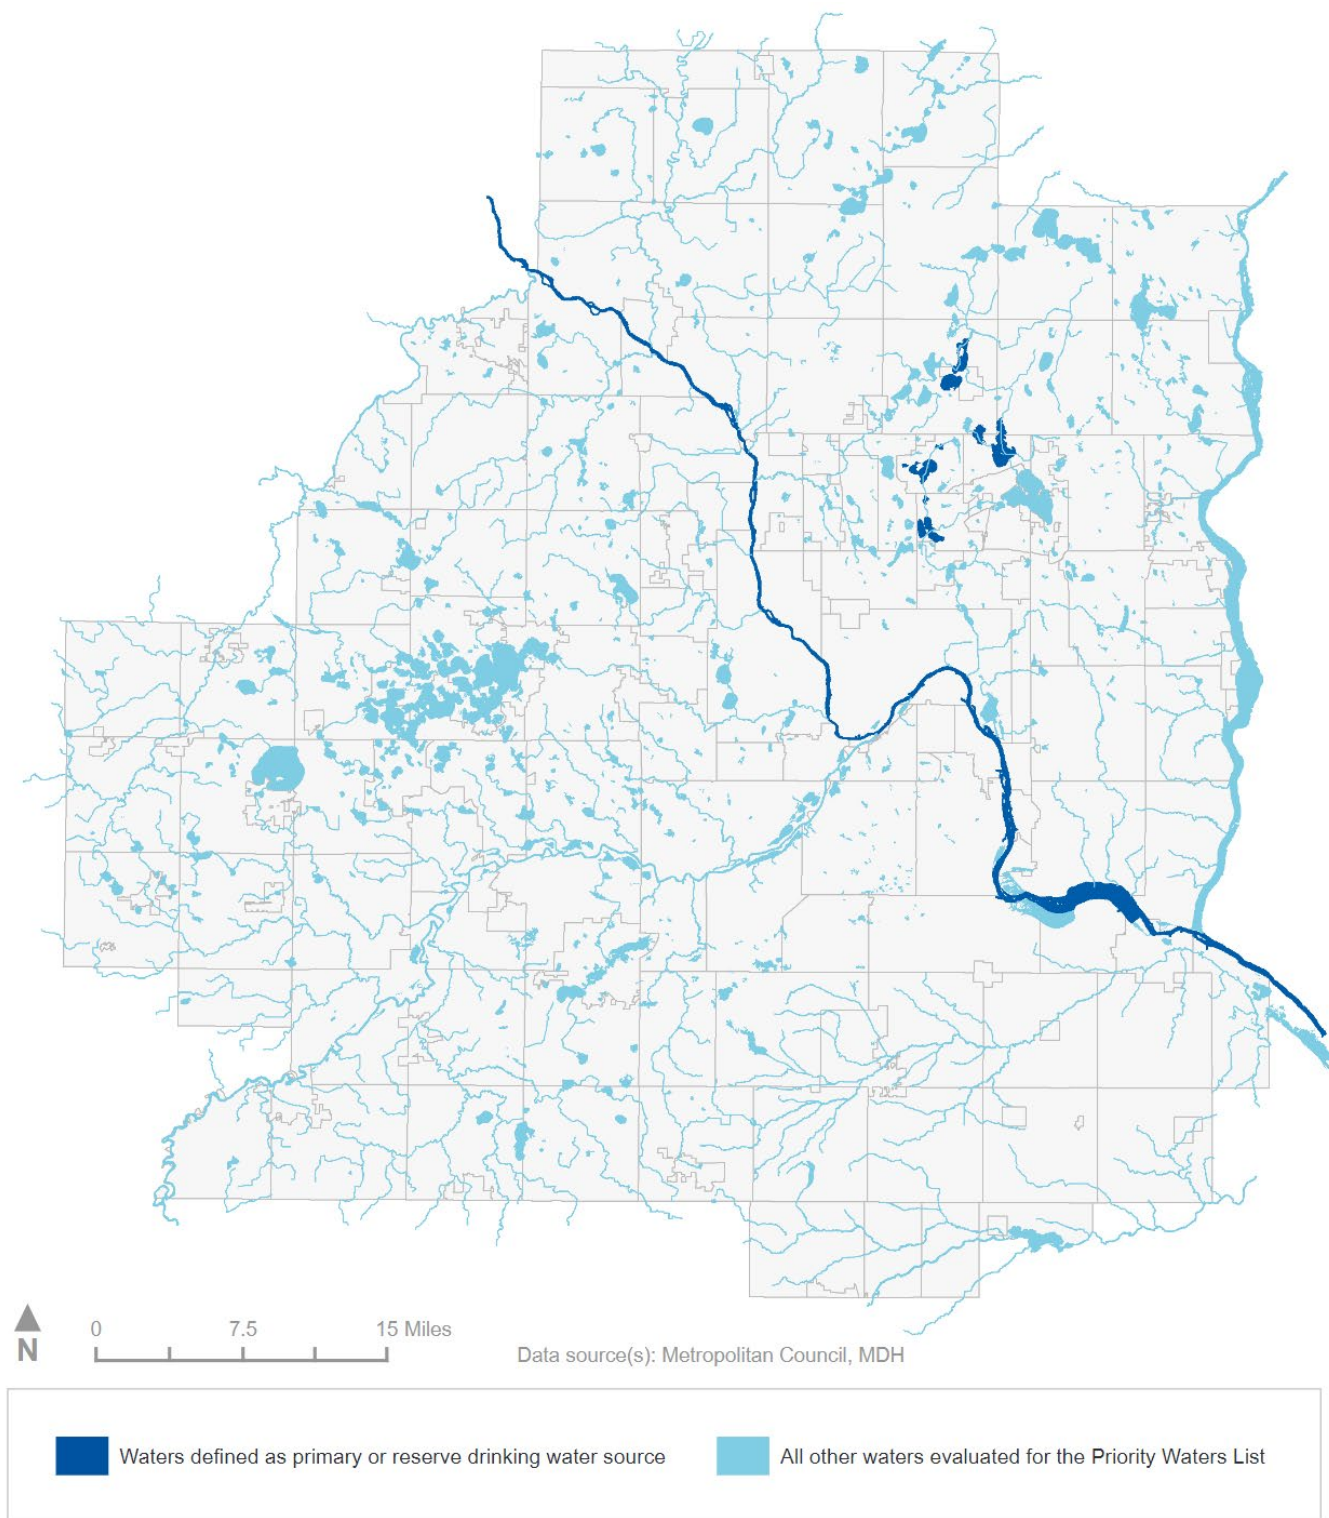 N
0 7.5 15 Miles
Data source(s): Metropolitan Council, MDH
Waters defined as primary or reserve drinking water source
All other waters evaluated for the Priority Waters List